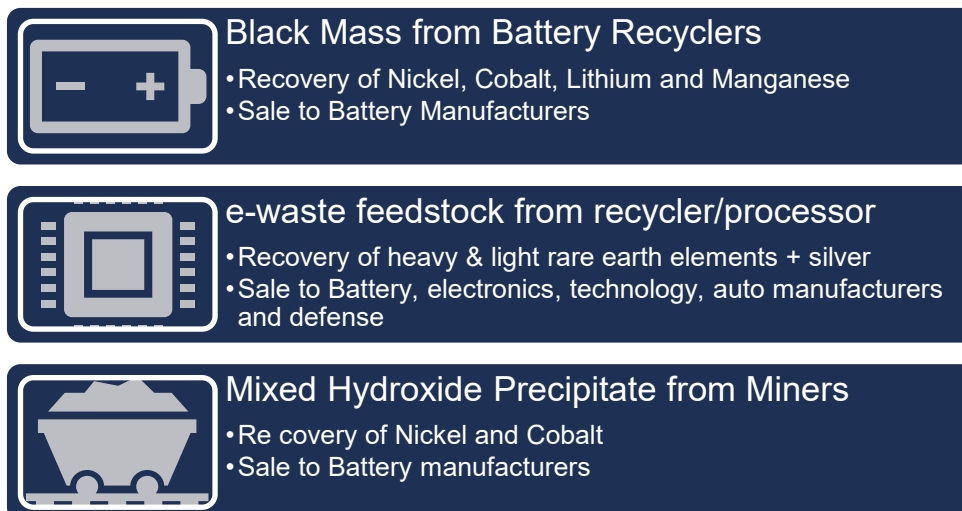 Black Mass from Battery Recyclers
•Recovery of Nickel, Cobalt, Lithium and Manganese
•Sale to Battery Manufacturers
e-waste feedstock from recycler/processor
•Recovery of heavy & light rare earth elements + silver
•Sale to Battery, electronics, technology, auto manufacturers
and defense
Mixed Hydroxide Precipitate from Miners
•Re covery of Nickel and Cobalt
•Sale to Battery manufacturers